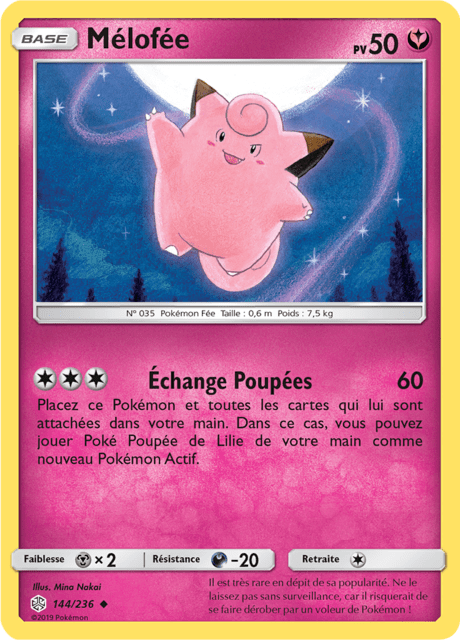 BASE Mélofée PV 50
N° 035 Pokémon Fée Taille : 0,6 m Poids : 7,5 kg
Échange Poupées 60
Placez ce Pokémon et toutes les cartes qui lui sont
attachées dans votre main. Dans ce cas, vous pouvez
jouer Poké Poupée de Lilie de votre main comme
nouveau Pokémon Actif.
Faiblesse × 2 Résistance -20 Retraite
Illus. Mina Nakai
144/236
©2019 Pokémon
Il est très rare en dépit de sa popularité. Ne le
laissez pas sans surveillance, car il risquerait de
se faire dérober par un voleur de Pokémon !